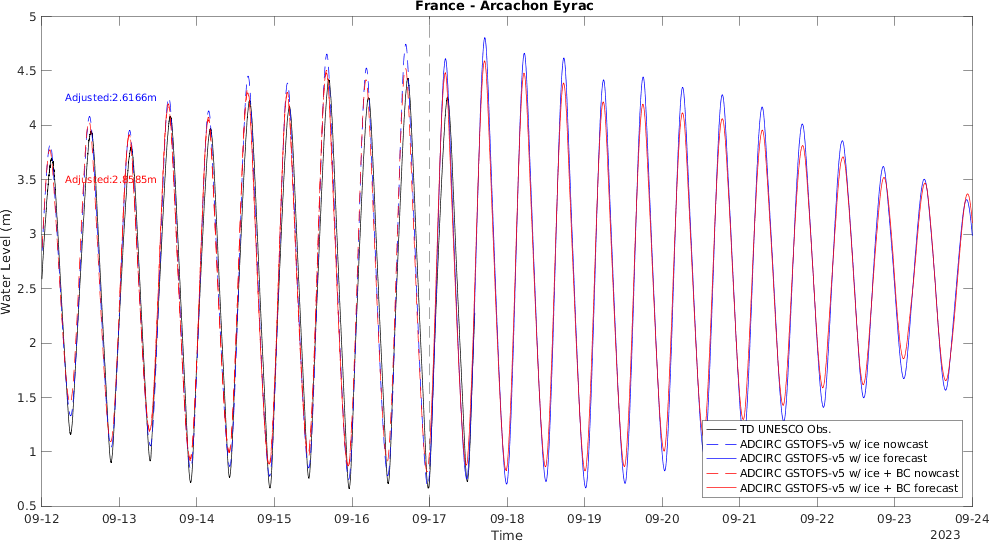 France - Arcachon Eyrac
5
4.5
4
3.5
3
2.5
2
1.5
1
0.5
Water Level (m)
Adjusted:2.6166m
Adjusted:2.8585m
TD UNESCO Obs.
ADCIRC GSTOFS-v5 w/ ice nowcast
ADCIRC GSTOFS-v5 w/ ice forecast
ADCIRC GSTOFS-v5 w/ ice + BC nowcast
ADCIRC GSTOFS-v5 w/ ice + BC forecast
09-12 09-13 09-14 09-15 09-16 09-17 09-18 09-19 09-20 09-21 09-22 09-23 09-24
Time
2023